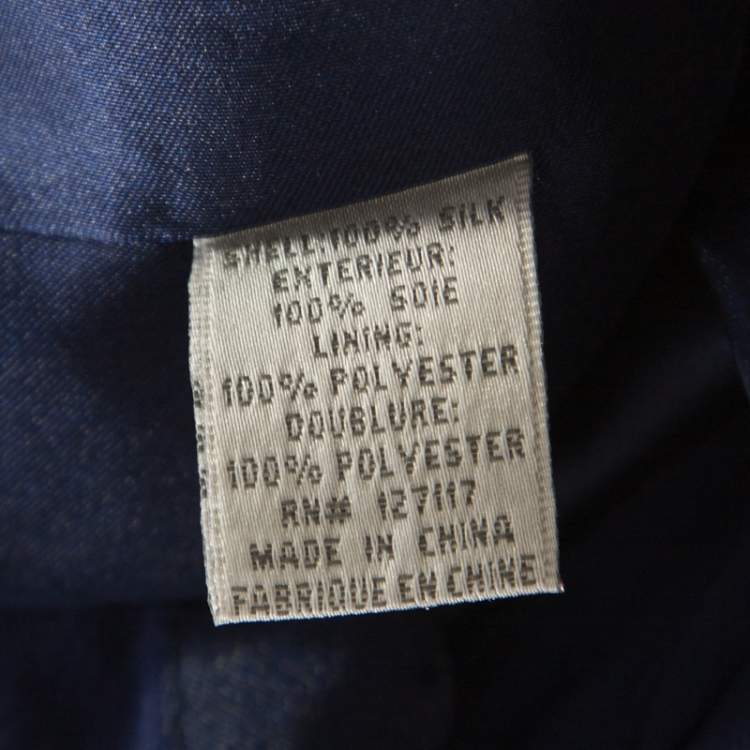 SHELL:100% SILK
EXTERIEUR:
100% SOIE
LINING:
100% POLYESTER
DOUBLURE:
100% POLYESTER
RN# 127117
MADE IN CHINA
FABRIQUE EN CHINE